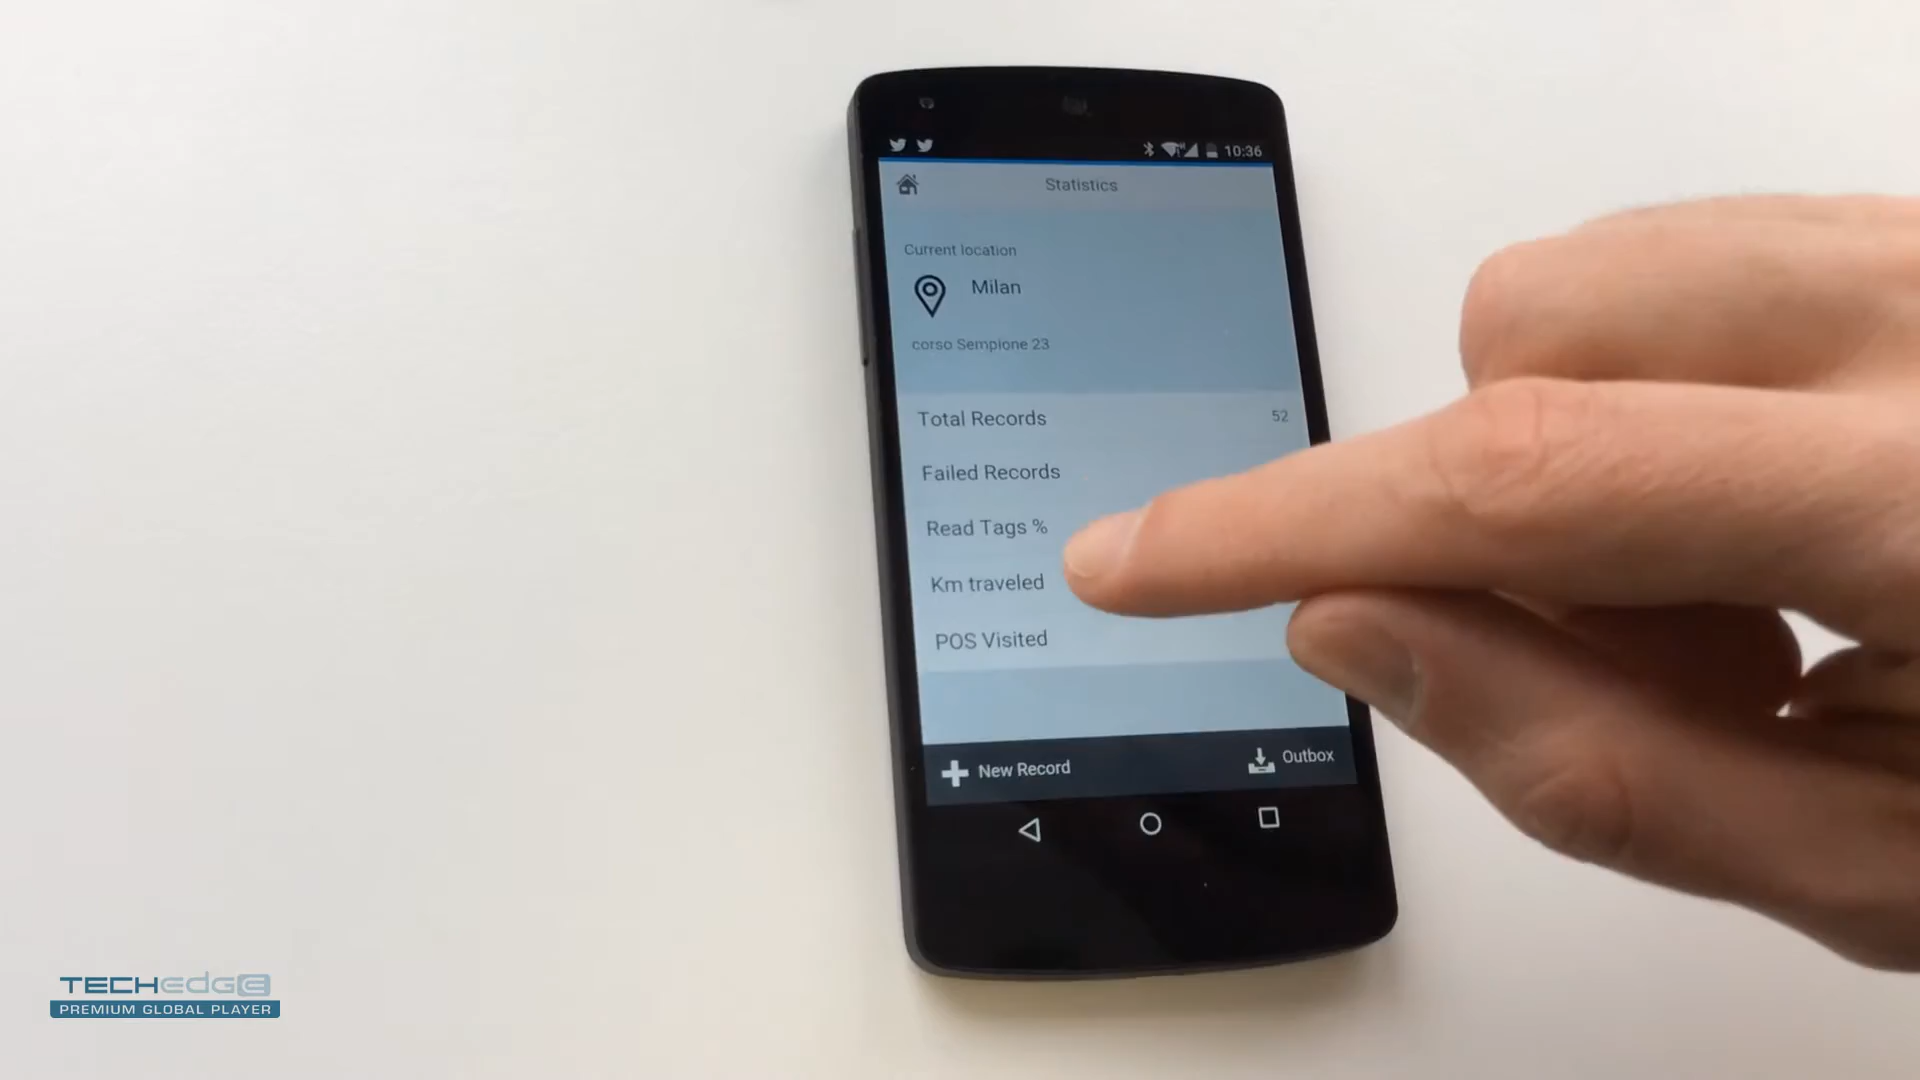 10:36
Statistics
Current location
Milan
corso Sempione 23
Total Records 52
Failed Records
Read Tags %
Km traveled
POS Visited
New Record Outbox
TECHEDGE
PREMIUM GLOBAL PLAYER